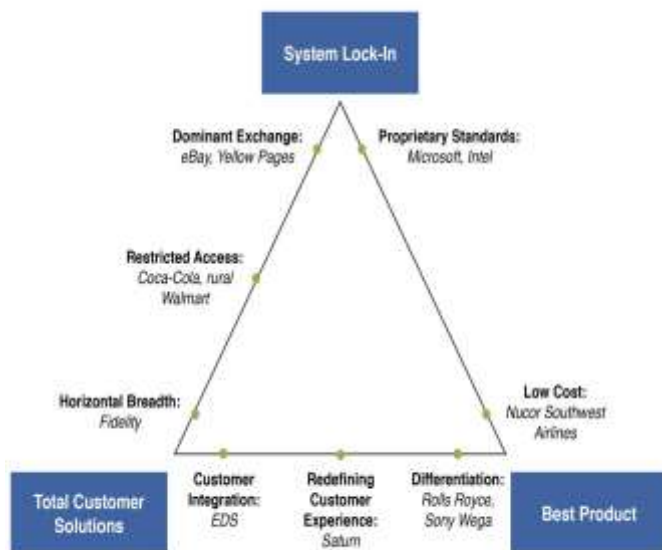 System Lock-In
Dominant Exchange:
eBay, Yellow Pages
Proprietary Standards:
Microsoft, Intel
Restricted Access:
Coca-Cola, rural
Walmart
Horizontal Breadth:
Fidelity
Low Cost:
Nucor Southwest
Airlines
Total Customer
Solutions
Customer
Integration:
EDS
Redefining
Customer
Experience:
Saturn
Differentiation:
Rolls Royce,
Sony Wega
Best Product